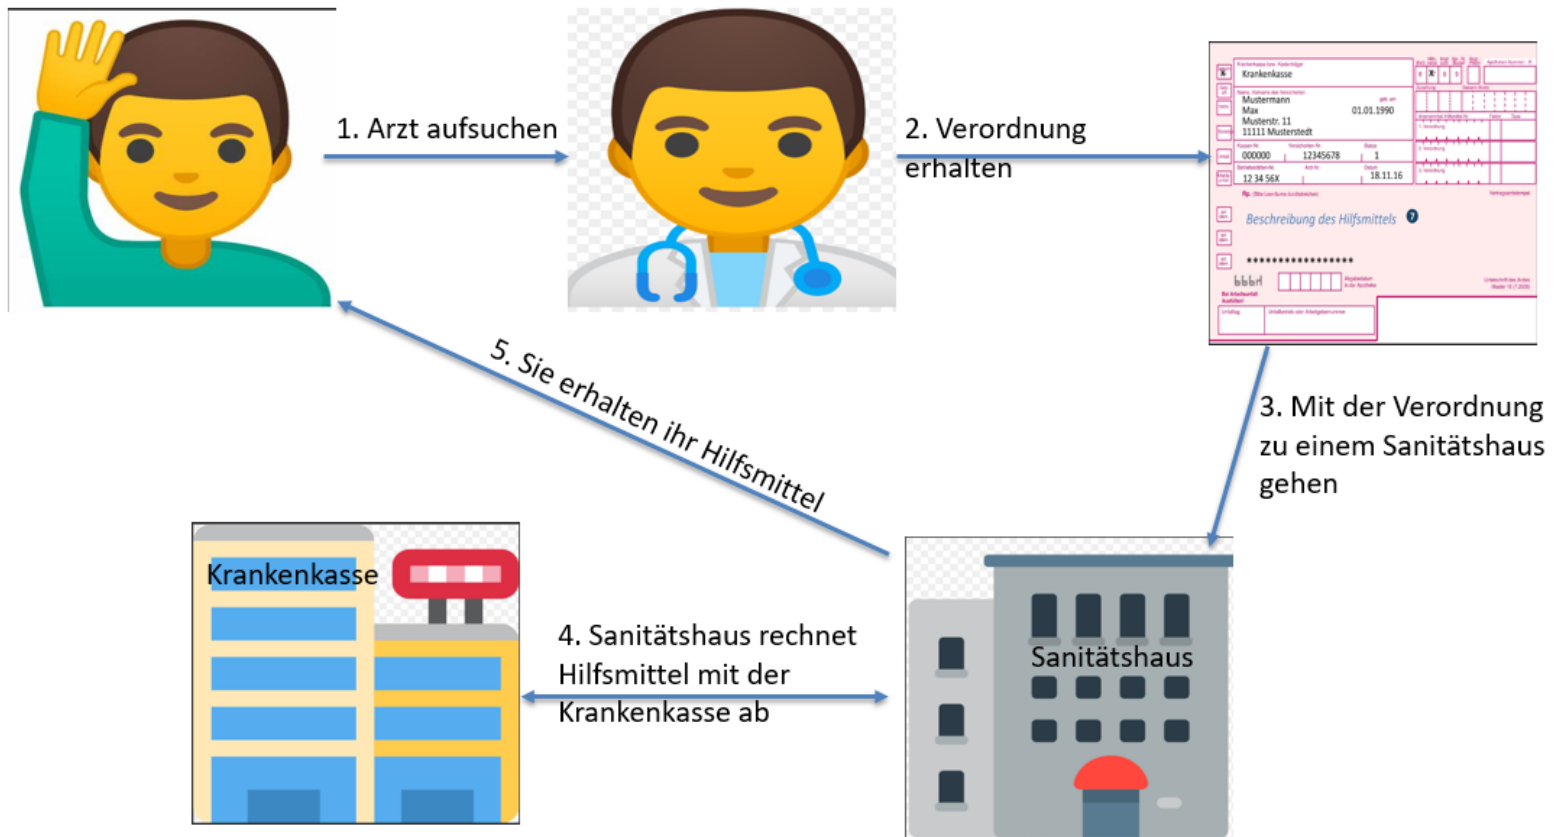 1. Arzt aufsuchen
2. Verordnung
erhalten
Krankenkasse
Mustermann
Max
01.01.1990
Musterstr. 11
11111 Musterstedt
000000
12345678
1
12 34 56X
18.11.16
Beschreibung des Hilfsmittels ?
3. Mit der Verordnung
zu einem Sanitätshaus
gehen
5. Sie erhalten ihr Hilfsmittel
Krankenkasse
4. Sanitätshaus rechnet
Hilfsmittel mit der
Krankenkasse ab
Sanitätshaus